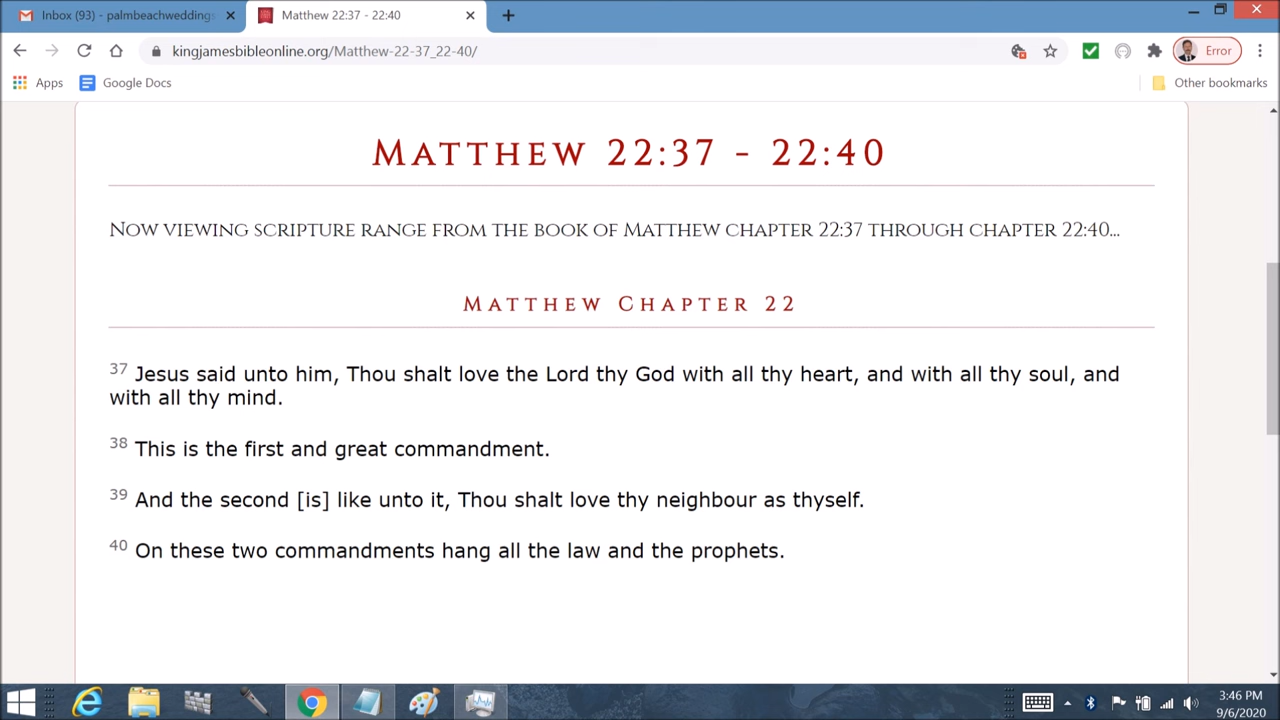 Inbox (93) - palmbeachwedding
Matthew 22:37 - 22:40
kingjamesbibleonline.org/Matthew-22-37_22-40/
Error
Apps
Google Docs
Other bookmarks
Matthew 22:37 - 22:40
Now viewing scripture range from the book of Matthew chapter 22:37 through chapter 22:40...
Matthew Chapter 22
37 Jesus said unto him, Thou shalt love the Lord thy God with all thy heart, and with all thy soul, and
with all thy mind.
38 This is the first and great commandment.
39 And the second [is] like unto it, Thou shalt love thy neighbour as thyself.
40 On these two commandments hang all the law and the prophets.
3:46 PM
9/6/2020